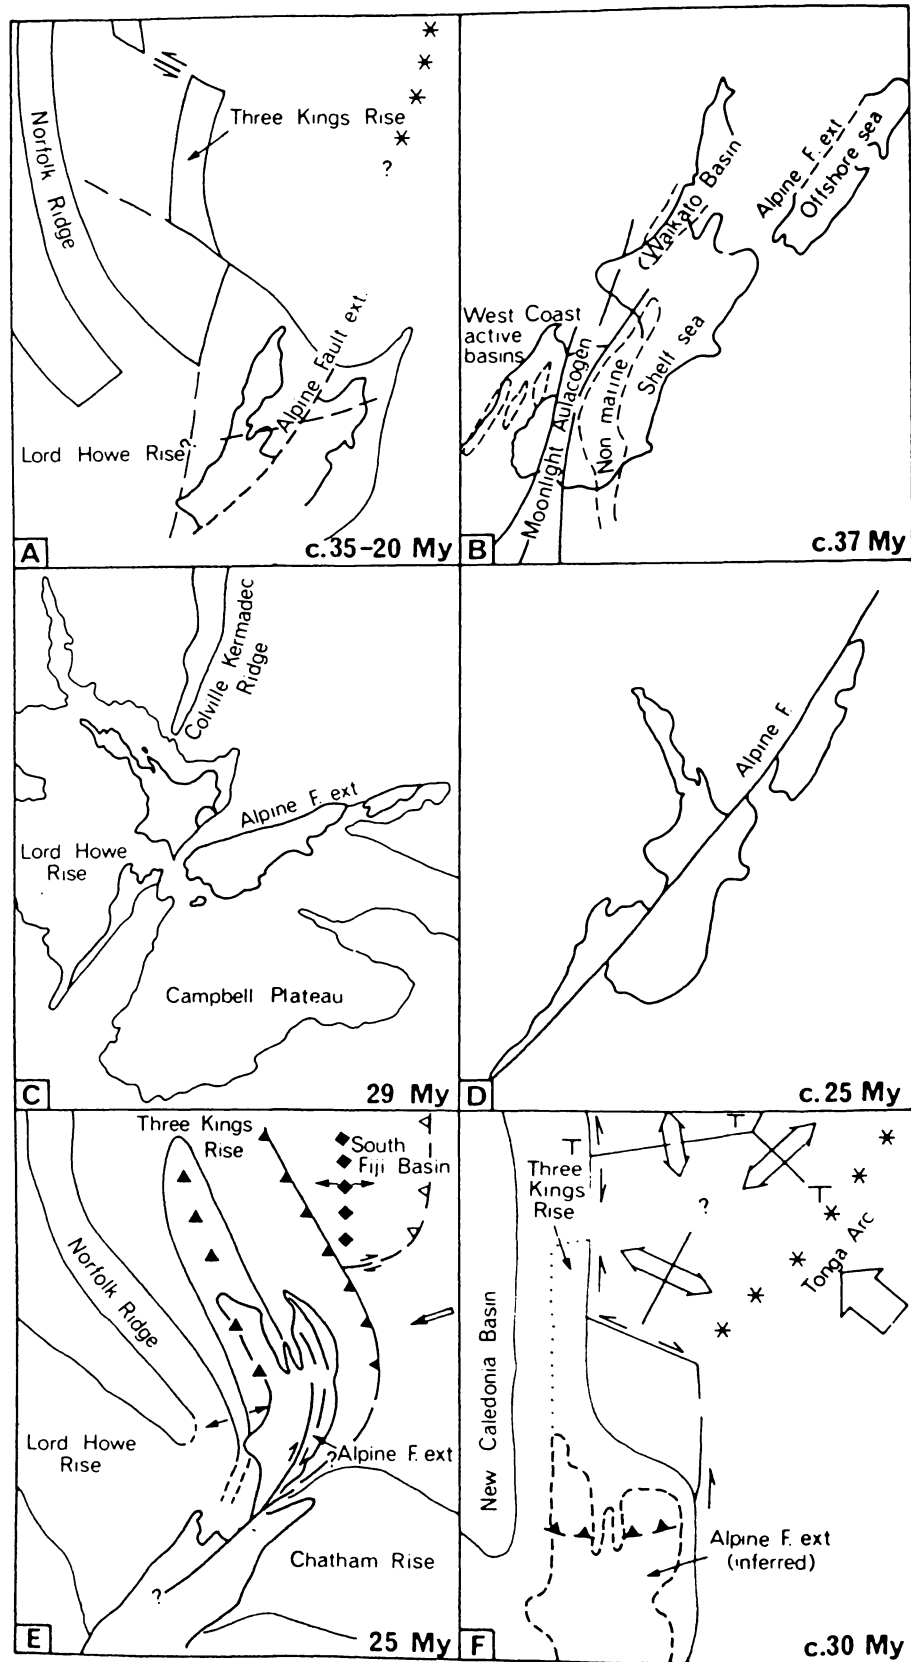 Norfolk Ridge
Three Kings Rise
?
Alpine Fault ext.
Lord Howe Rise?
A
c.35-20 My
Waikato Basin
Alpine F. ext
Offshore sea
West Coast
active
basins
Moonlight Aulacogen
Non marine
Shelf sea
B
c.37 My
Colville Kermadec
Ridge
Alpine F. ext
Lord Howe
Rise
Campbell Plateau
C
29 My
Alpine F.
D
c.25 My
Three Kings
Rise
South
Fiji Basin
Norfolk Ridge
Lord Howe
Rise
?
Alpine F. ext
Chatham Rise
?
E
25 My
Three
Kings
Rise
?
Tonga Arc
New Caledonia Basin
Alpine F. ext
(inferred)
F
c.30 My